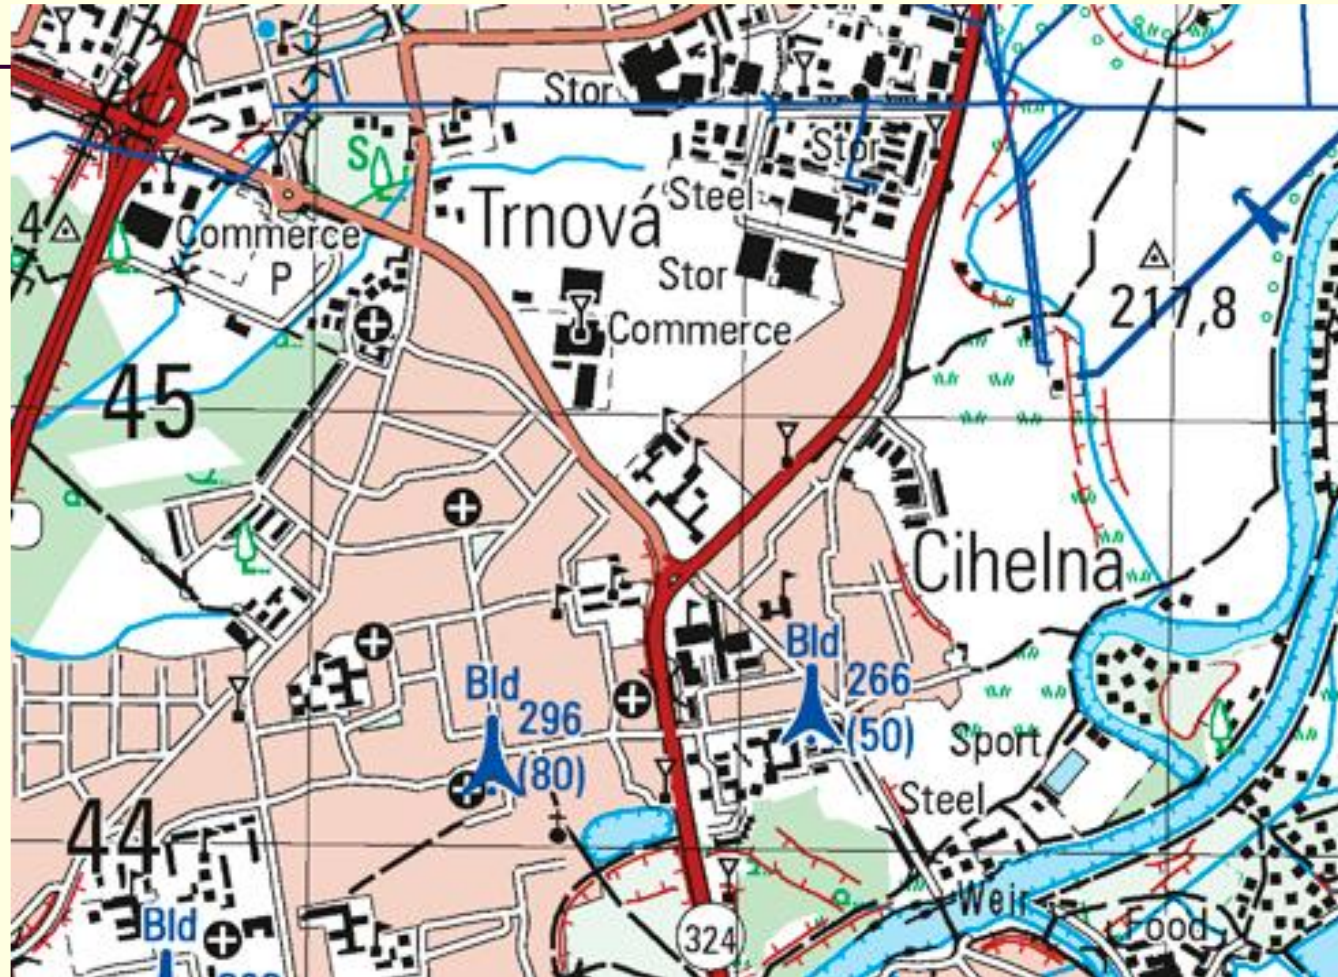 Stor
Stor
S
Steel
Trnová
4
Commerce
P
Stor
217,8
Commerce
45
Cihelna
Bld
266
(50)
Bld
296
(80)
Sport
Steel
44
Weir
Food
Bld
324